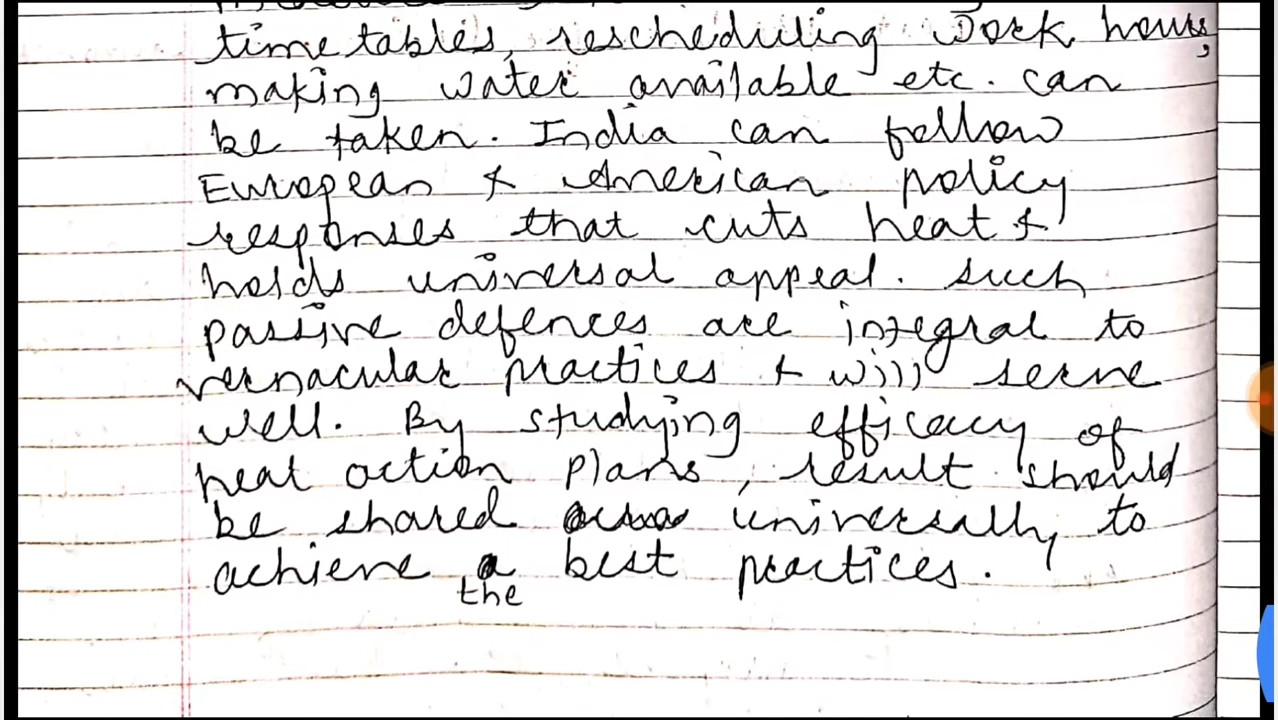 time tables, rescheduling work hours,
making water available etc. can
be taken. India can follow
European & American policy
responses that cuts heat &
holds universal appeal. Such
passive defences are integral to
vernacular practices & will serve
well. By studying efficacy of
heat action plans, result should
be shared universally to
achieve best practices.
the